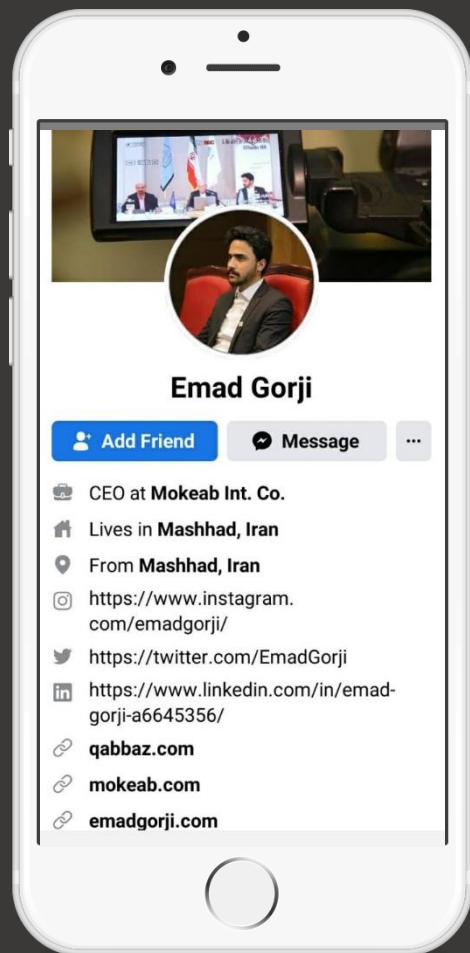 Emad Gorji
Add Friend
Message
CEO at Mokeab Int. Co.
Lives in Mashhad, Iran
From Mashhad, Iran
https://www.instagram.
com/emadgorji/
https://twitter.com/EmadGorji
https://www.linkedin.com/in/emad-
gorji-a6645356/
qabbaz.com
mokeab.com
emadgorji.com